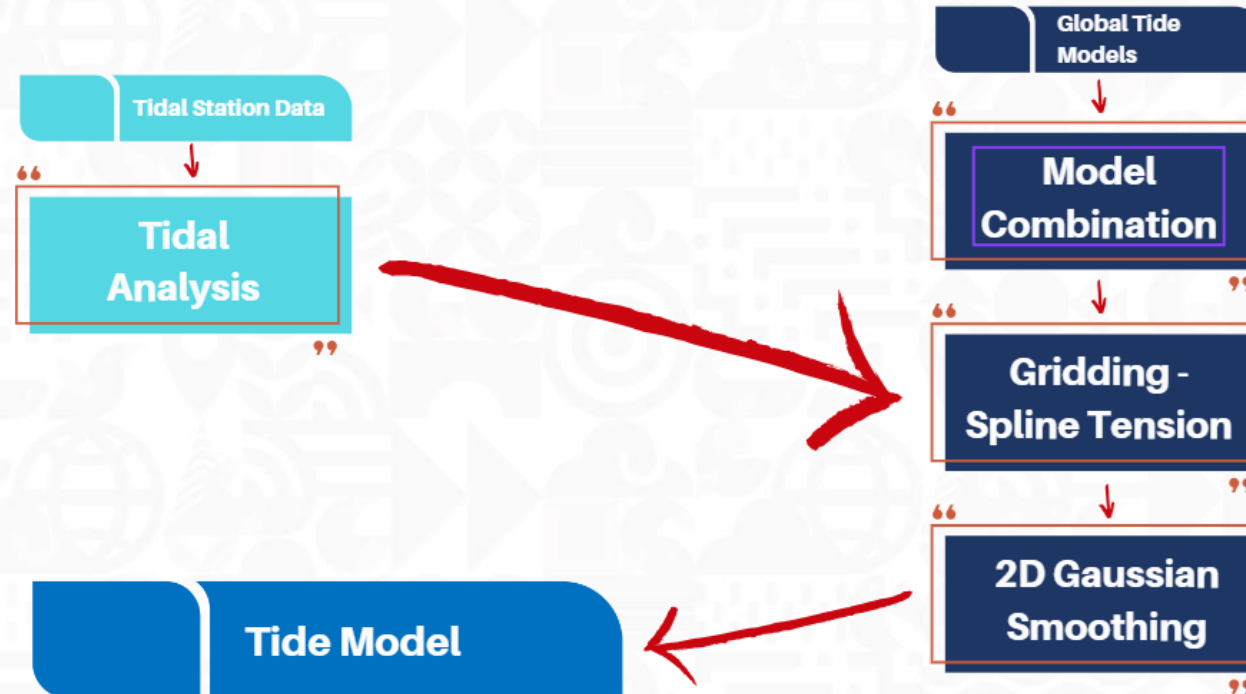 Tidal Station Data
Tidal
Analysis
Global Tide
Models
Model
Combination
Gridding -
Spline Tension
2D Gaussian
Smoothing
Tide Model